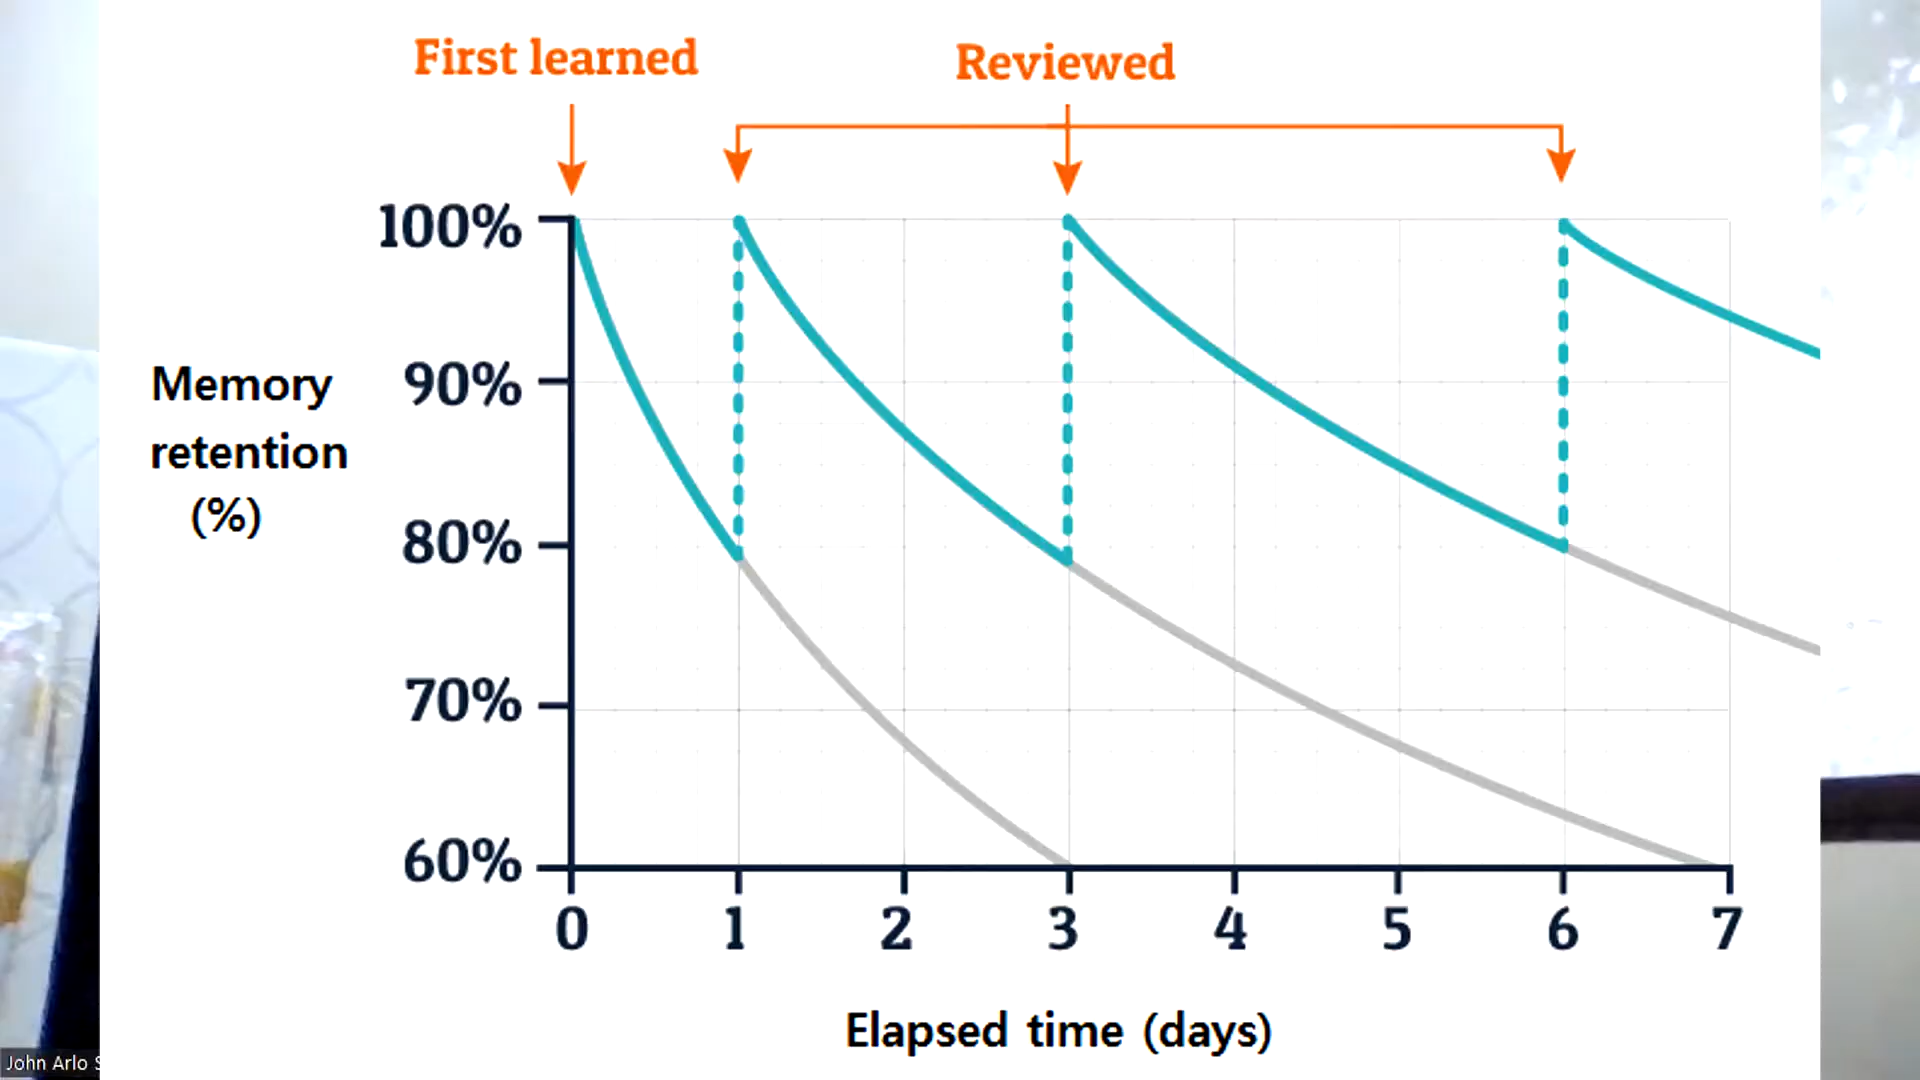 First learned
Reviewed
100%
90%
80%
70%
60%
Memory
retention
(%)
0 1 2 3 4 5 6 7
Elapsed time (days)
John Arlo S